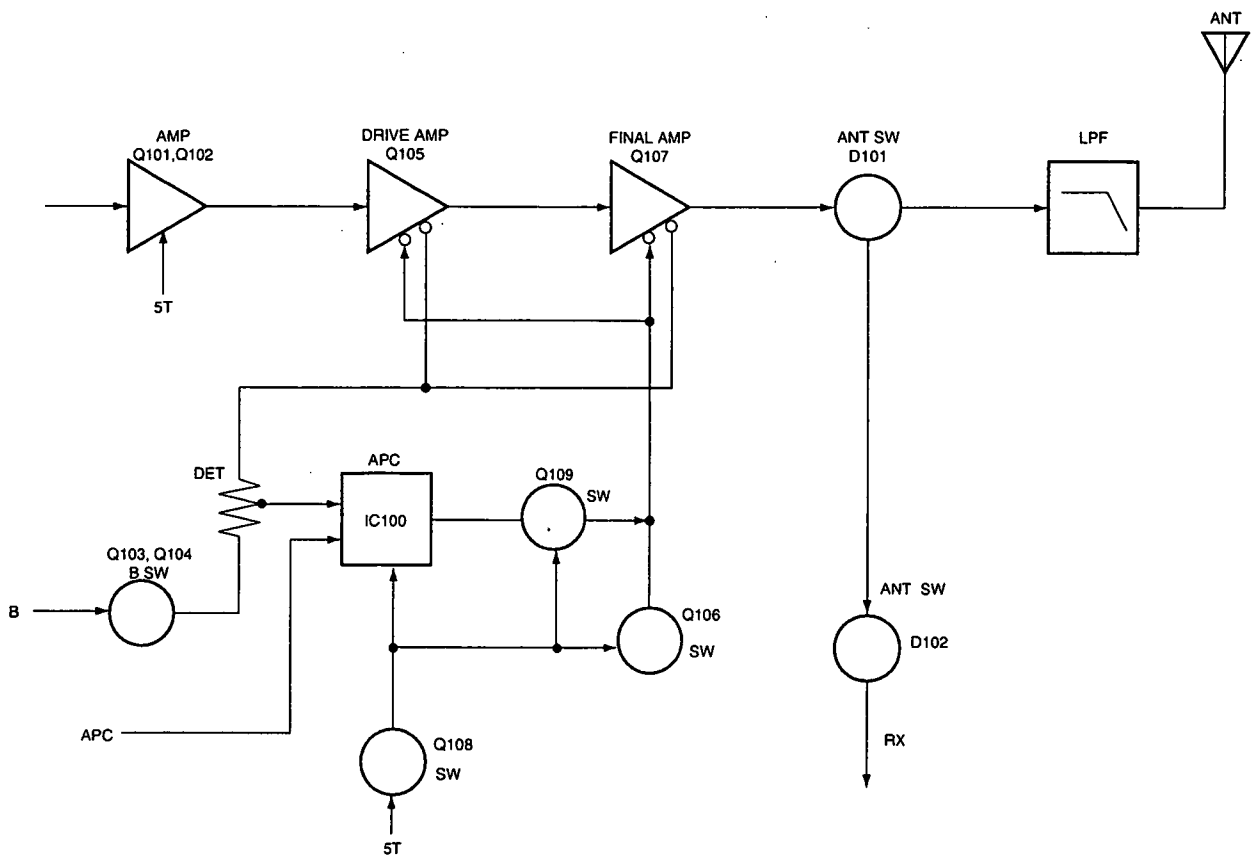 ANT
AMP
Q101,Q102
DRIVE AMP
Q105
FINAL AMP
Q107
ANT SW
D101
LPF
5T
DET
APC
IC100
Q109
SW
Q103, Q104
B SW
B
Q106
SW
ANT SW
D102
APC
Q108
SW
RX
5T